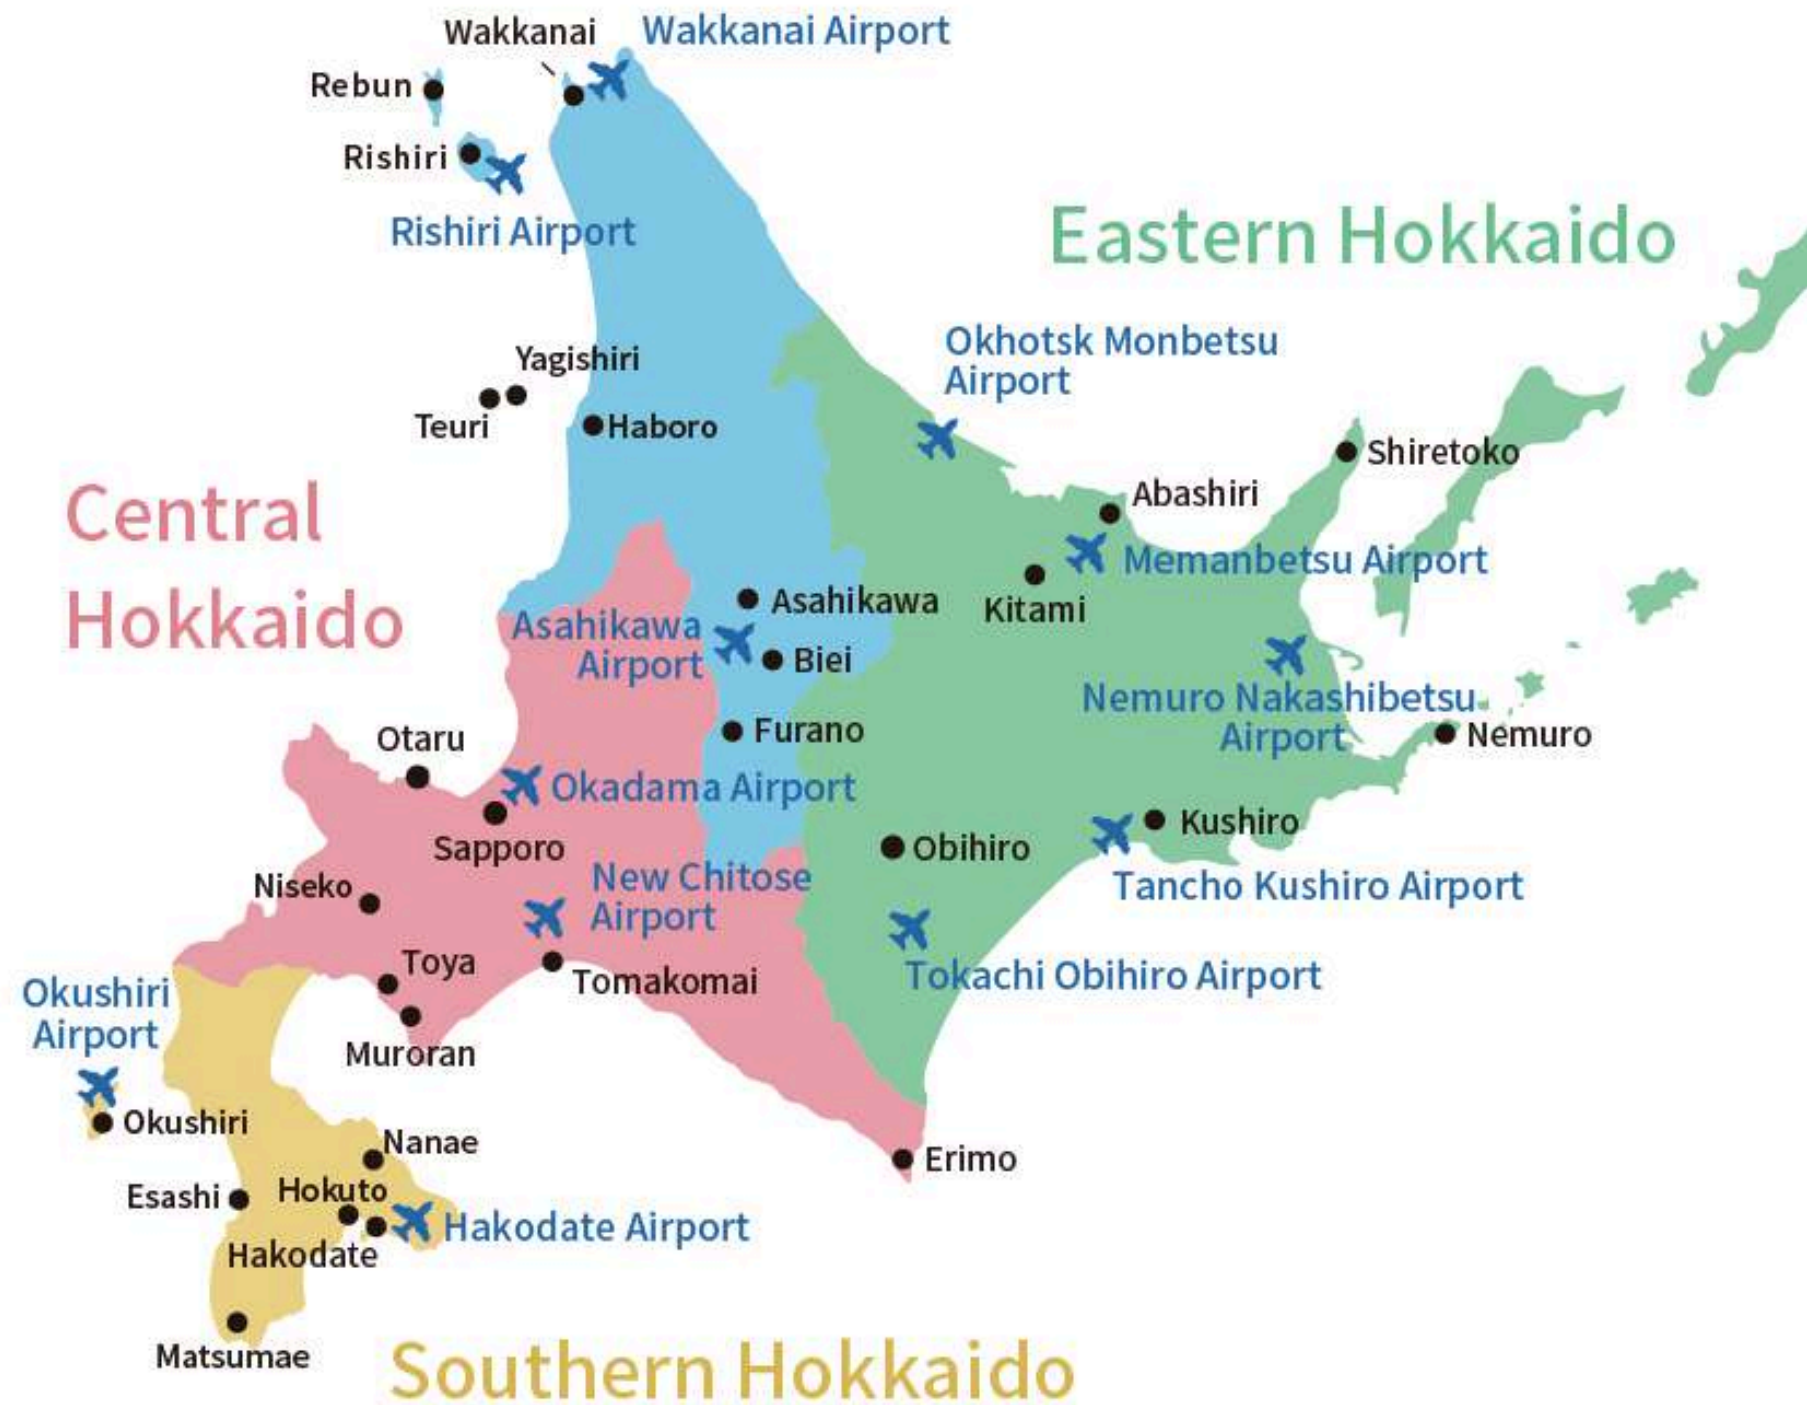 Wakkanai
Wakkanai Airport
Rebun
Rishiri
Rishiri Airport
Eastern Hokkaido
Okhotsk Monbetsu
Airport
Yagishiri
Teuri
Haboro
Shiretoko
Central
Hokkaido
Abashiri
Memanbetsu Airport
Kitami
Asahikawa
Asahikawa
Airport
Biei
Nemuro Nakashibetsu
Airport
Furano
Nemuro
Otaru
Okadama Airport
Sapporo
Kushiro
Obihiro
New Chitose
Airport
Niseko
Tancho Kushiro Airport
Toya
Tomakomai
Tokachi Obihiro Airport
Okushiri
Airport
Muroran
Okushiri
Nanae
Erimo
Esashi
Hokuto
Hakodate Airport
Hakodate
Matsumae
Southern Hokkaido